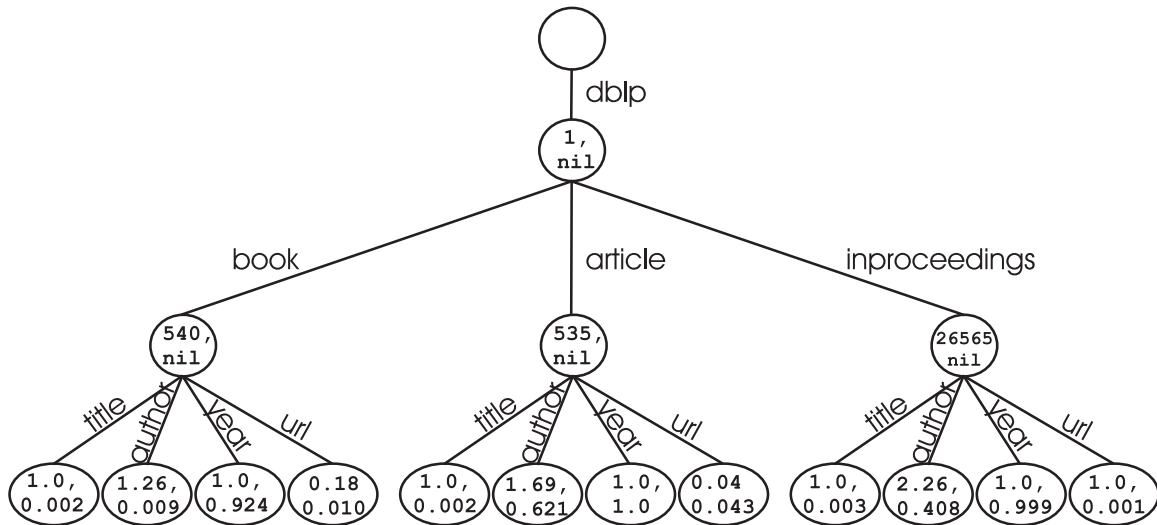 dblp
1,
nil
book
article
inproceedings
540,
nil
535,
nil
26565
nil
title
author
year
url
title
author
year
url
title
author
year
url
1.0,
0.002
1.26,
0.009
1.0,
0.924
0.18
0.010
1.0,
0.002
1.69,
0.621
1.0,
1.0
0.04
0.043
1.0,
0.003
2.26,
0.408
1.0,
0.999
1.0,
0.001